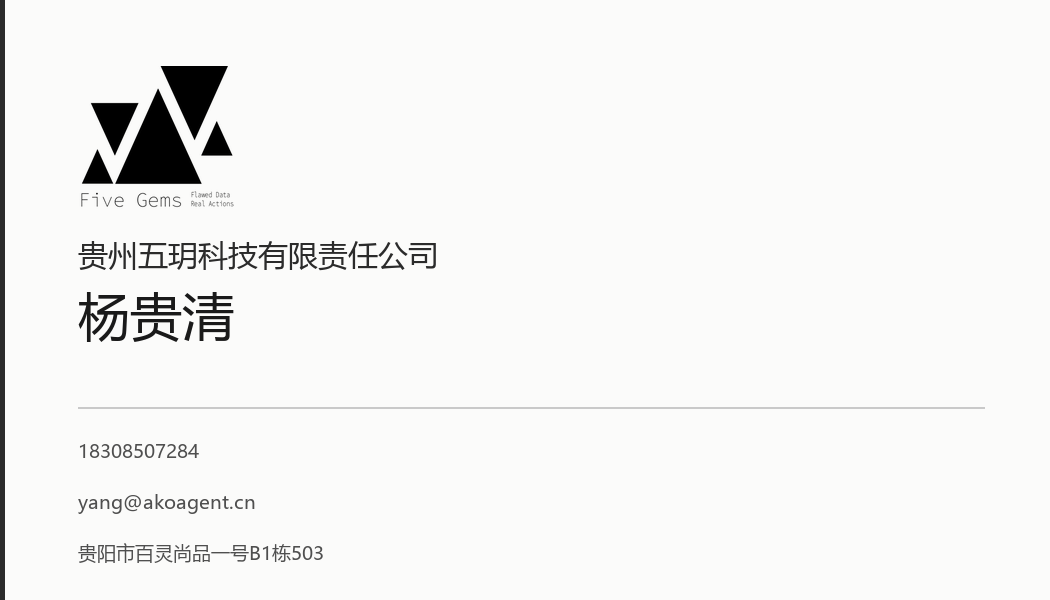 Five Gems
Flawed Data
Real Actions
贵州五玥科技有限责任公司
杨贵清
18308507284
yang@akoagent.cn
贵阳市百灵尚品一号B1栋503